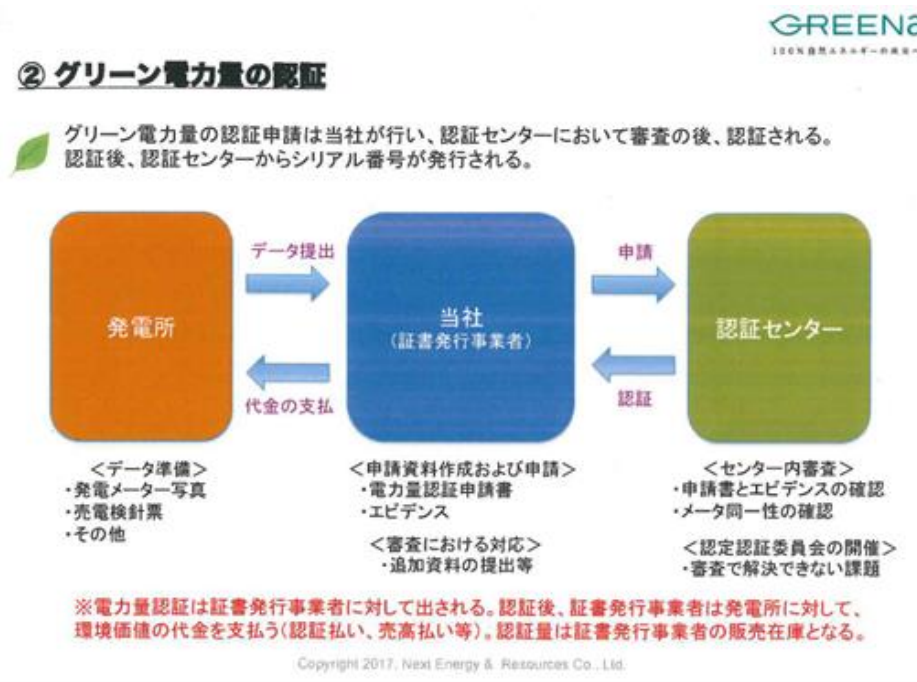 GREENa
100%自然エネルギーの
② グリーン電力量の認証
グリーン電力量の認証申請は当社が行い、認証センターにおいて審査の後、認証される。
認証後、認証センターからシリアル番号が発行される。
データ提出
申請
発電所
当社
(証書発行事業者)
認証センター
代金の支払
認証
<データ準備>
・発電メーター写真
・売電検針票
・その他
<申請資料作成および申請>
・電力量認証申請書
・エビデンス
<審査における対応>
・追加資料の提出等
<センター内審査>
・申請書とエビデンスの確認
・メータ同一性の確認
<認定認証委員会の開催>
・審査で解決できない課題
※電力量認証は証書発行事業者に対して出される。認証後、証書発行事業者は発電所に対して、
環境価値の代金を支払う(認証払い、売高払い等)。認証量は証書発行事業者の販売在庫となる。
Copyright 2017. Next Energy & Resources Co., Ltd.